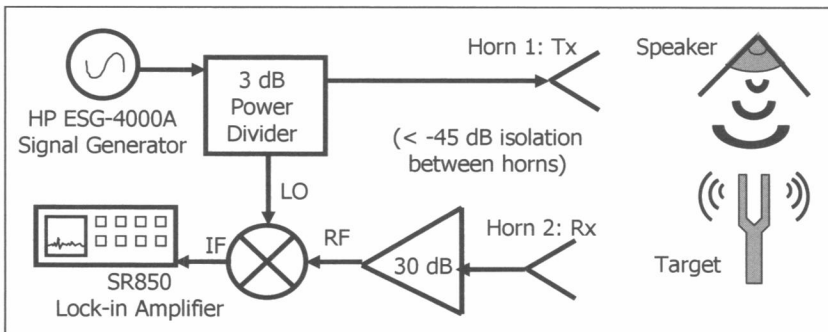 HP ESG-4000A
Signal Generator
3 dB
Power
Divider
Horn 1: Tx
Speaker
(< -45 dB isolation
between horns)
LO
IF
RF
30 dB
Horn 2: Rx
Target
SR850
Lock-in Amplifier